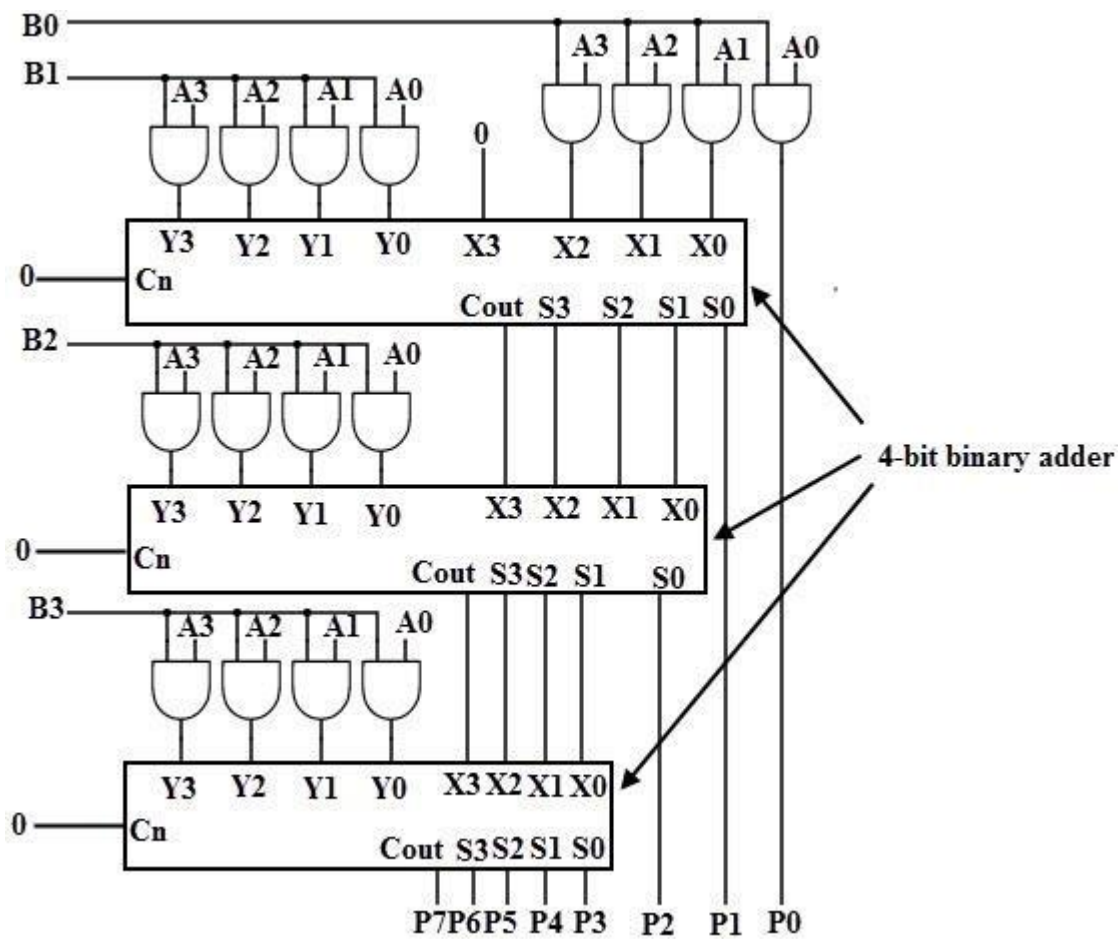 B0
A3 A2 A1 A0
B1
A3 A2 A1 A0
0
Y3 Y2 Y1 Y0 X3 X2 X1 X0
0
Cn
Cout S3 S2 S1 S0
B2
A3 A2 A1 A0
4-bit binary adder
Y3 Y2 Y1 Y0 X3 X2 X1 X0
0
Cn
Cout S3 S2 S1 S0
B3
A3 A2 A1 A0
Y3 Y2 Y1 Y0 X3 X2 X1 X0
0
Cn
Cout S3 S2 S1 S0
P7 P6 P5 P4 P3 P2 P1 P0